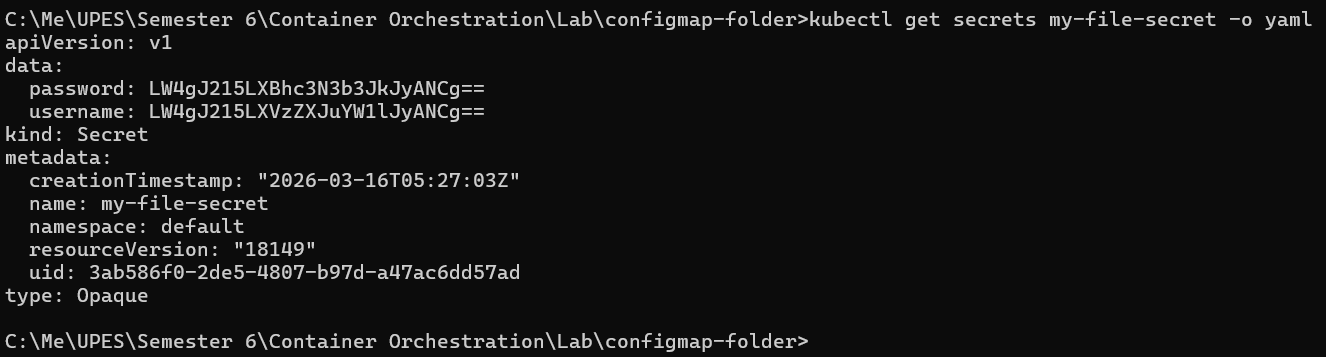 C:\Me\UPES\Semester 6\Container Orchestration\Lab\configmap-folder>kubectl get secrets my-file-secret -o yaml
apiVersion: v1
data:
  password: LW4gJ215LXBhc3N3b3JkJyANCg==
  username: LW4gJ215LXVzZXJuYW1lJyANCg==
kind: Secret
metadata:
  creationTimestamp: "2026-03-16T05:27:03Z"
  name: my-file-secret
  namespace: default
  resourceVersion: "18149"
  uid: 3ab586f0-2de5-4807-b97d-a47ac6dd57ad
type: Opaque
C:\Me\UPES\Semester 6\Container Orchestration\Lab\configmap-folder>